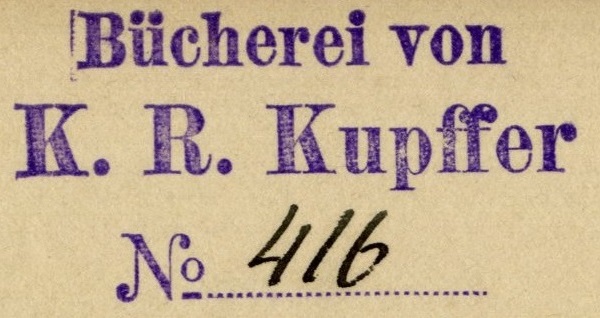 Bücherei von
K. R. Kupffer
No 416